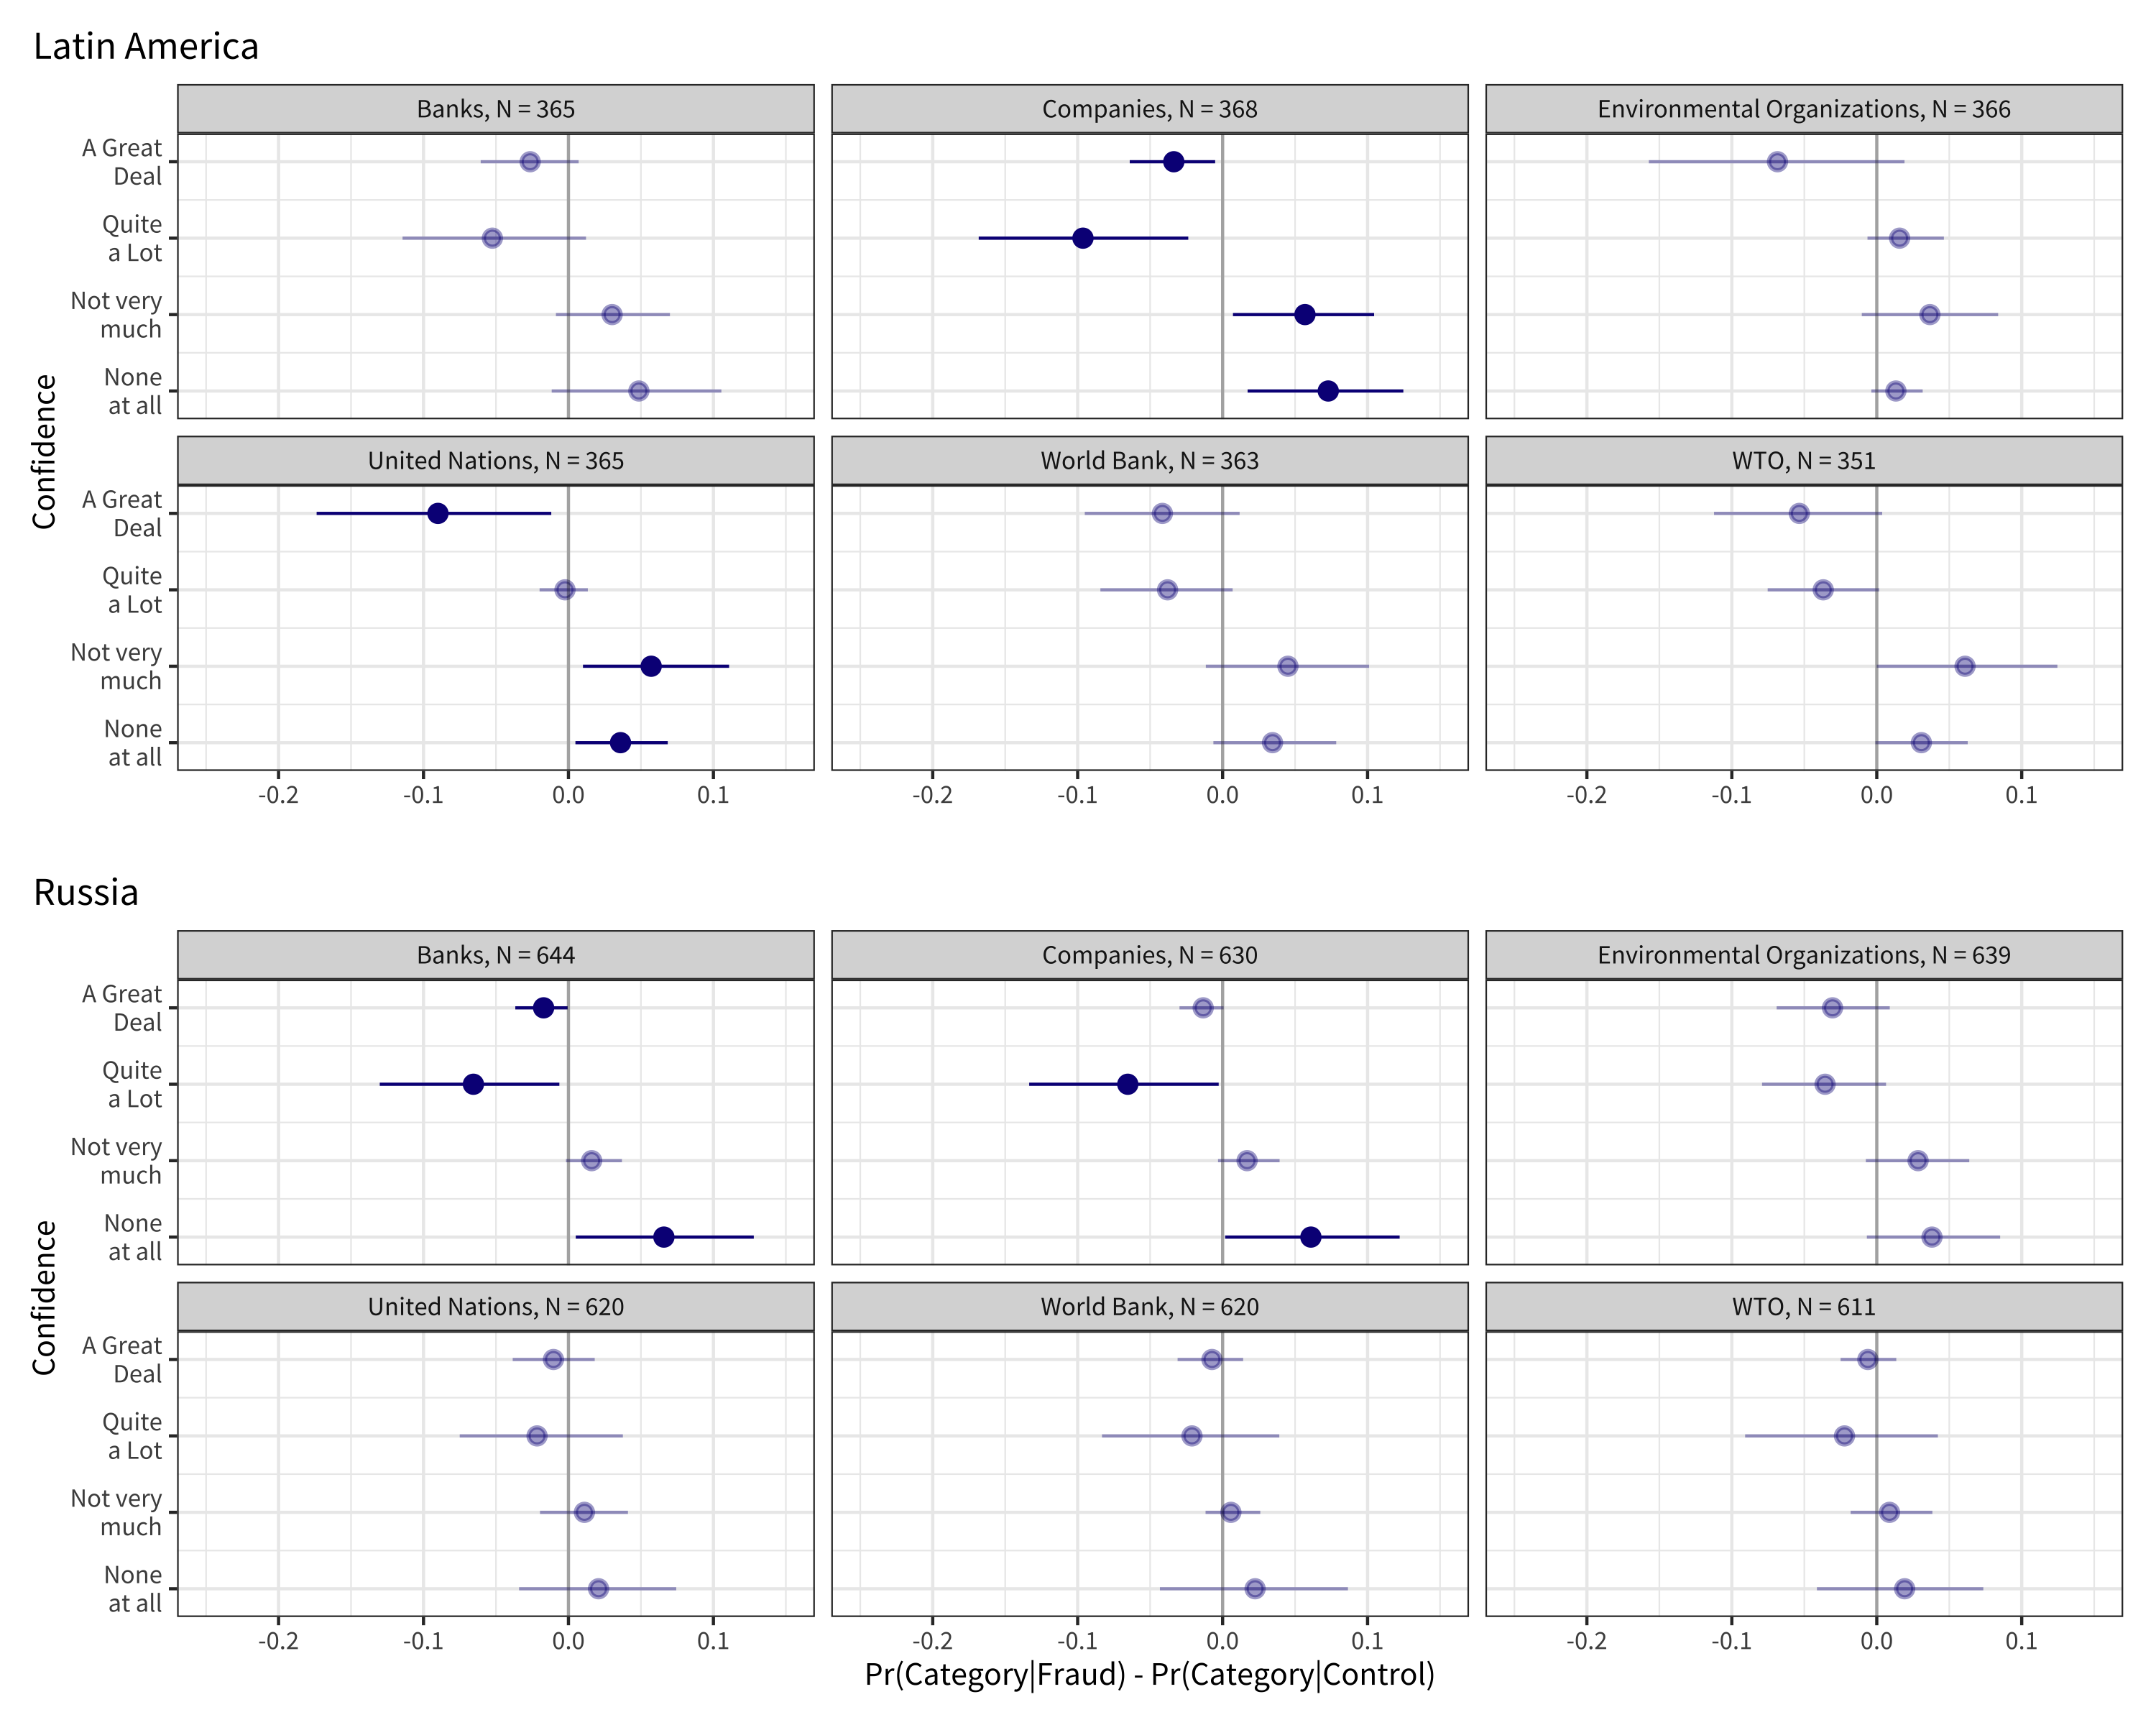 Latin America
Banks, N = 365
Companies, N = 368
Environmental Organizations, N = 366
A Great
Deal
Quite
a Lot
Not very
much
None
at all
Confidence
United Nations, N = 365
World Bank, N = 363
WTO, N = 351
A Great
Deal
Quite
a Lot
Not very
much
None
at all
-0.2 -0.1 0.0 0.1
-0.2 -0.1 0.0 0.1
-0.2 -0.1 0.0 0.1
Russia
Banks, N = 644
Companies, N = 630
Environmental Organizations, N = 639
A Great
Deal
Quite
a Lot
Not very
much
None
at all
Confidence
United Nations, N = 620
World Bank, N = 620
WTO, N = 611
A Great
Deal
Quite
a Lot
Not very
much
None
at all
-0.2 -0.1 0.0 0.1
-0.2 -0.1 0.0 0.1
-0.2 -0.1 0.0 0.1
Pr(Category|Fraud) - Pr(Category|Control)